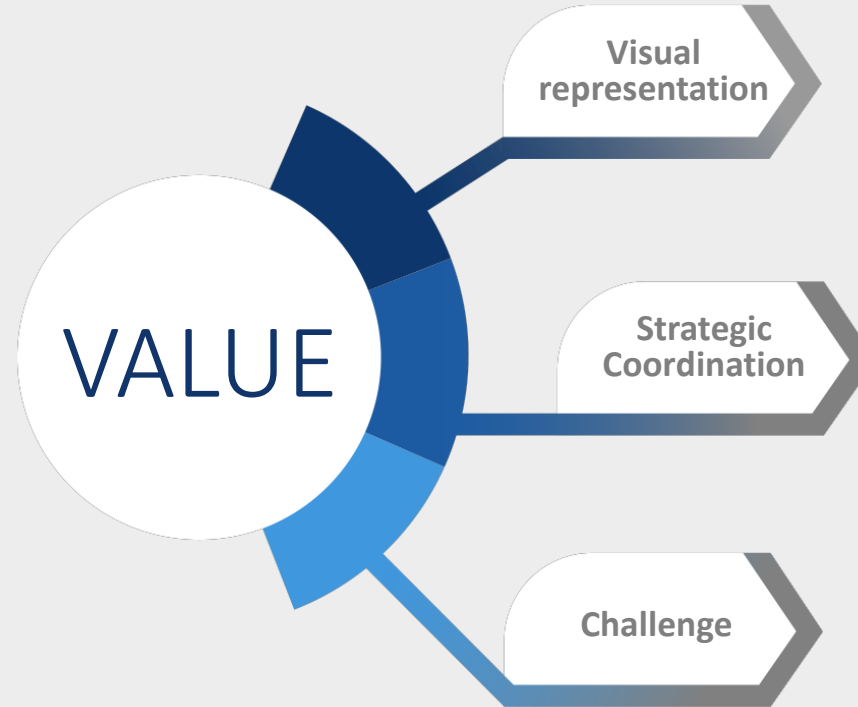 Visual
representation
VALUE
Strategic
Coordination
Challenge